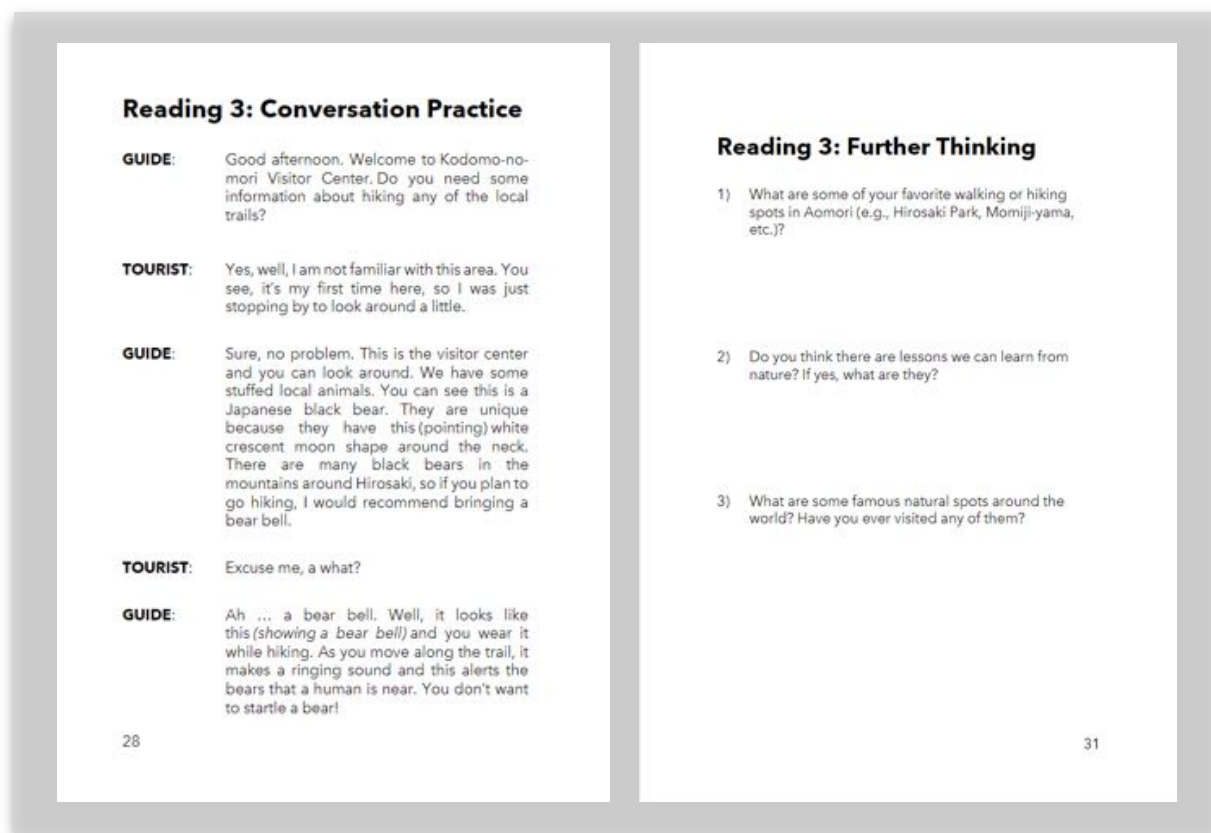 Reading 3: Conversation Practice
GUIDE: Good afternoon. Welcome to Kodomo-no-
mori Visitor Center. Do you need some
information about hiking any of the local
trails?
TOURIST: Yes, well, I am not familiar with this area. You
see, it's my first time here, so I was just
stopping by to look around a little.
GUIDE: Sure, no problem. This is the visitor center
and you can look around. We have some
stuffed local animals. You can see this is a
Japanese black bear. They are unique
because they have this (pointing) white
crescent moon shape around the neck.
There are many black bears in the
mountains around Hirosaki, so if you plan to
go hiking, I would recommend bringing a
bear bell.
TOURIST: Excuse me, a what?
GUIDE: Ah ... a bear bell. Well, it looks like
this (showing a bear bell) and you wear it
while hiking. As you move along the trail, it
makes a ringing sound and this alerts the
bears that a human is near. You don't want
to startle a bear!
28
Reading 3: Further Thinking
1) What are some of your favorite walking or hiking
spots in Aomori (e.g., Hirosaki Park, Momiji-yama,
etc.)?
2) Do you think there are lessons we can learn from
nature? If yes, what are they?
3) What are some famous natural spots around the
world? Have you ever visited any of them?
31